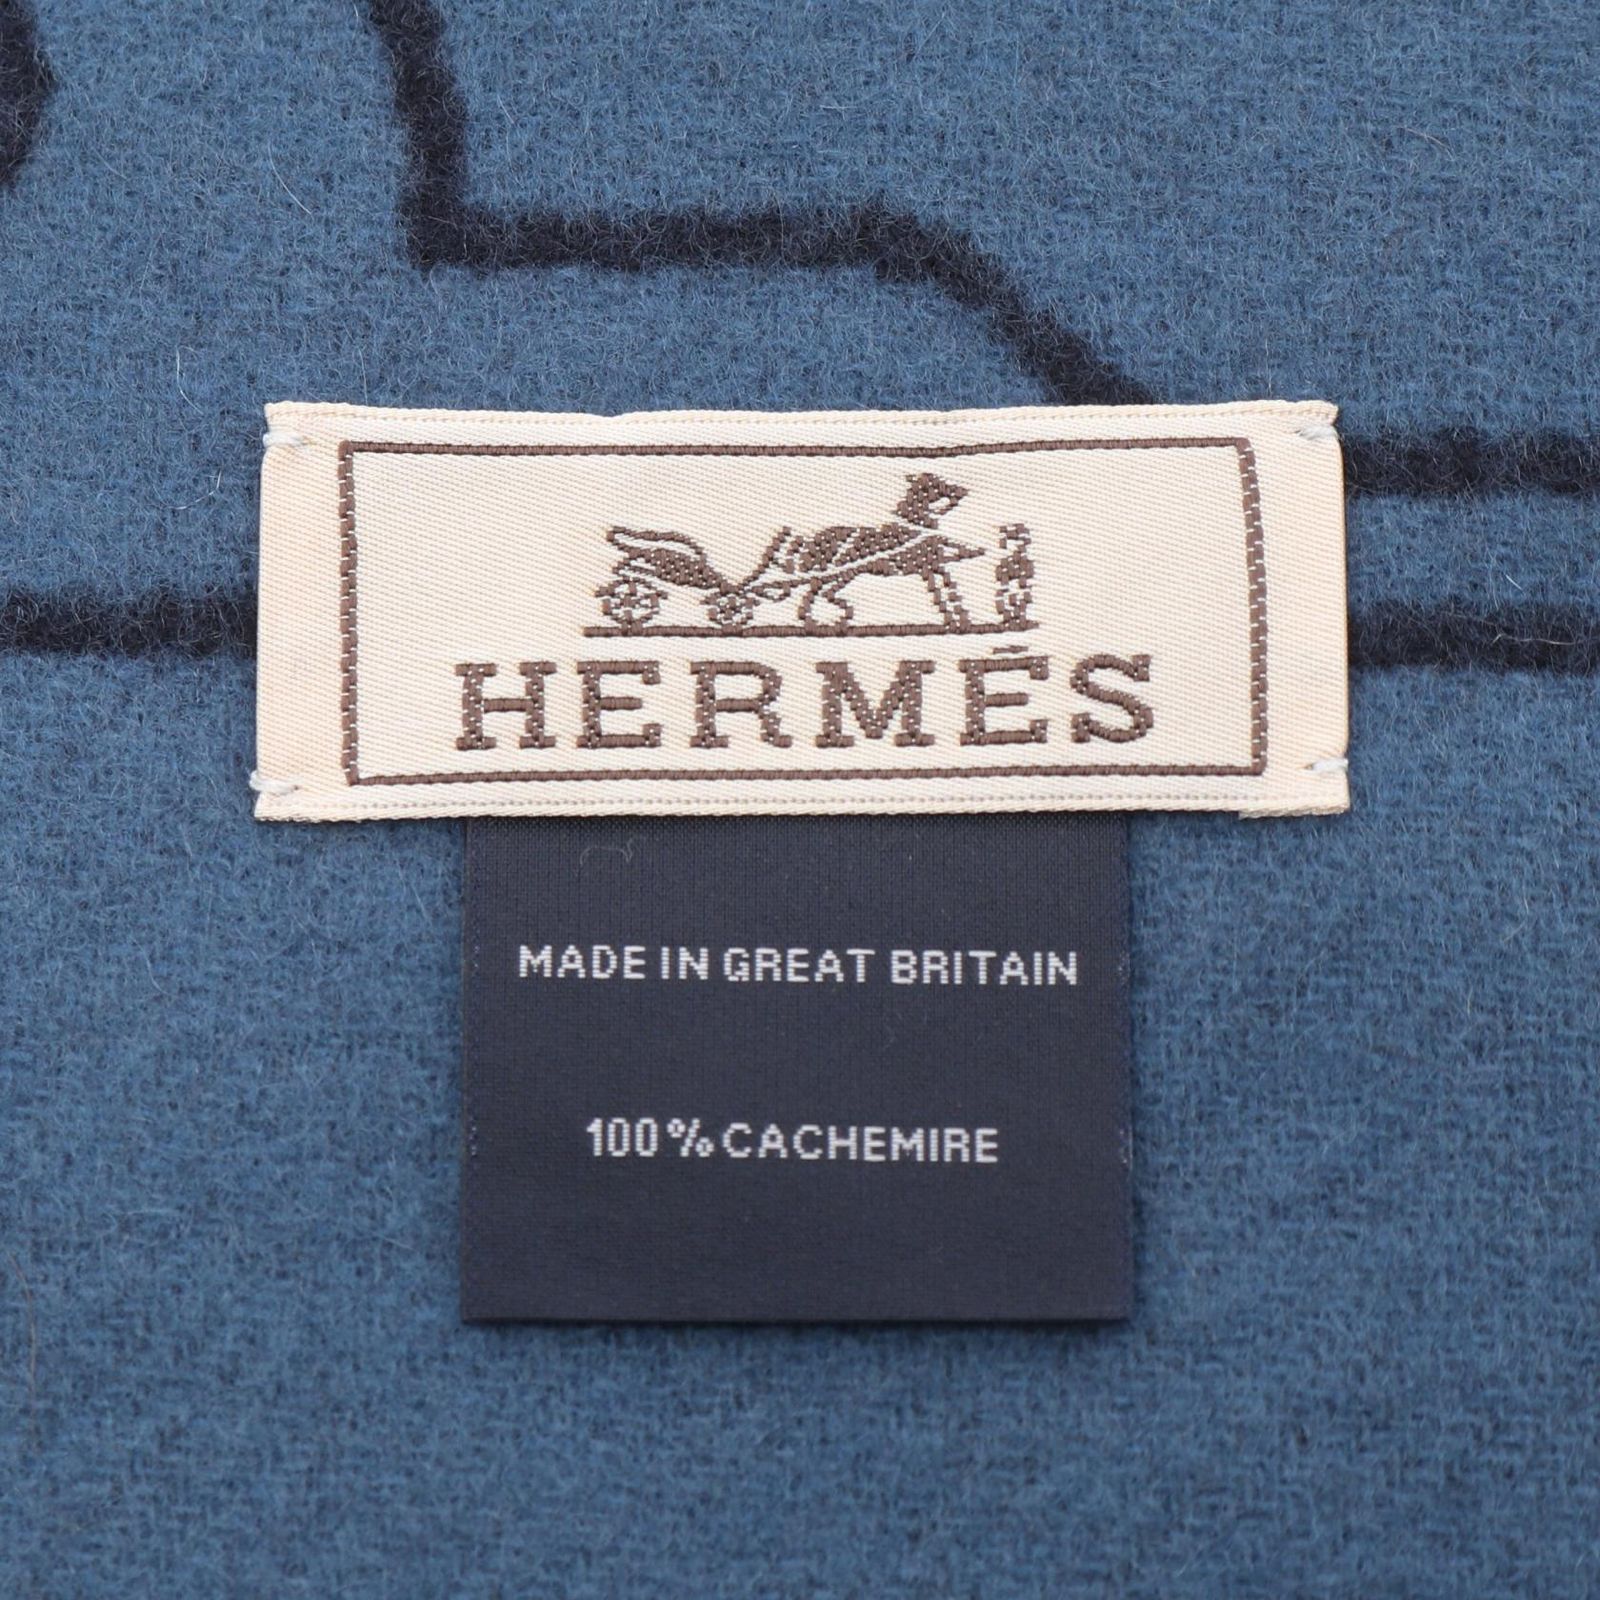 HERMÈS
MADE IN GREAT BRITAIN
100% CACHEMIRE